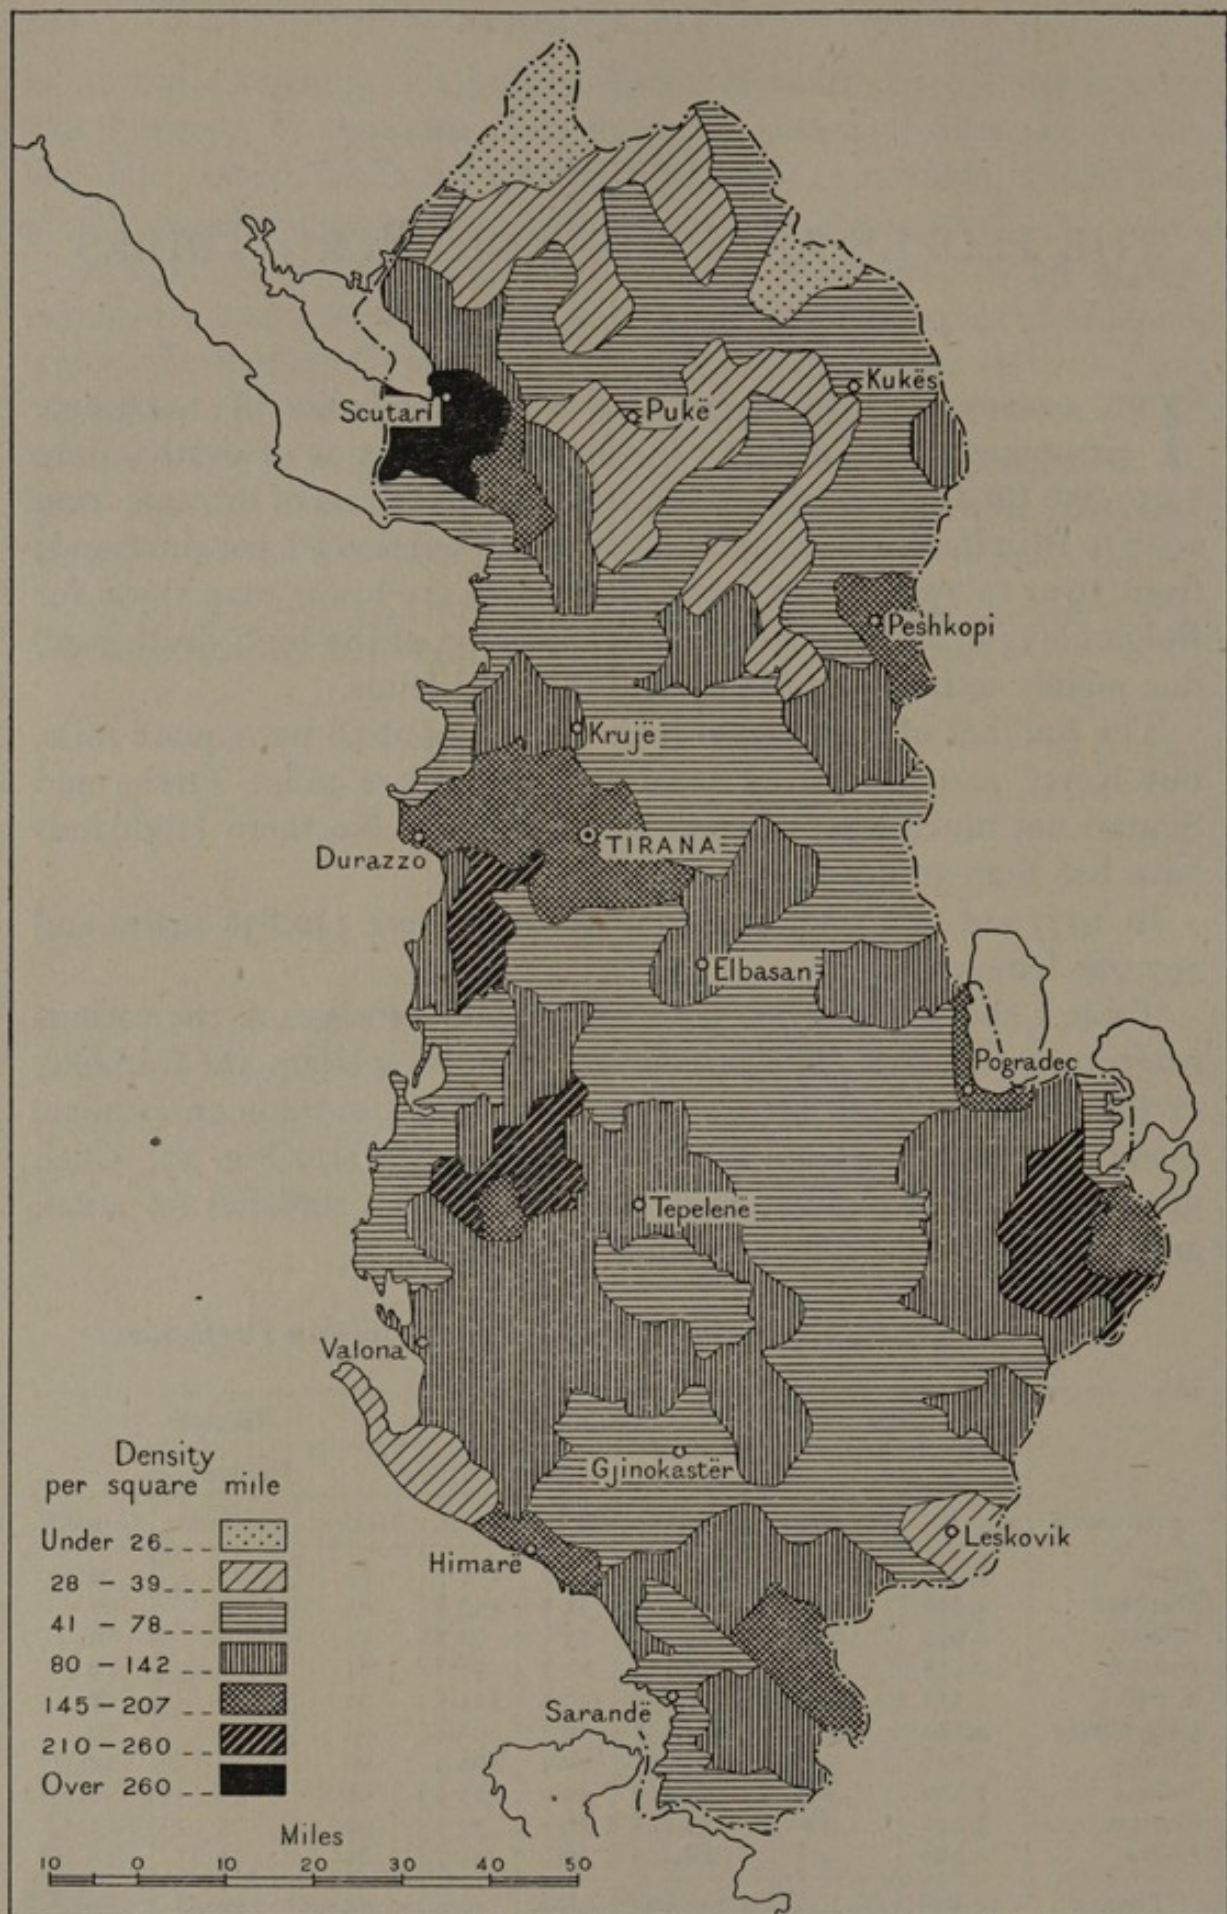 Kukës
Scutari
Pukë
Peshkopi
Krujë
TIRANA
Durazzo
Elbasan
Pogradec
Tepelenë
Valona
Gjinokastër
Leskovik
Himarë
Sarandë
Density
per square mile
Under 26
28 - 39
41 - 78
80 - 142
145 - 207
210 - 260
Over 260
Miles
10 0 10 20 30 40 50